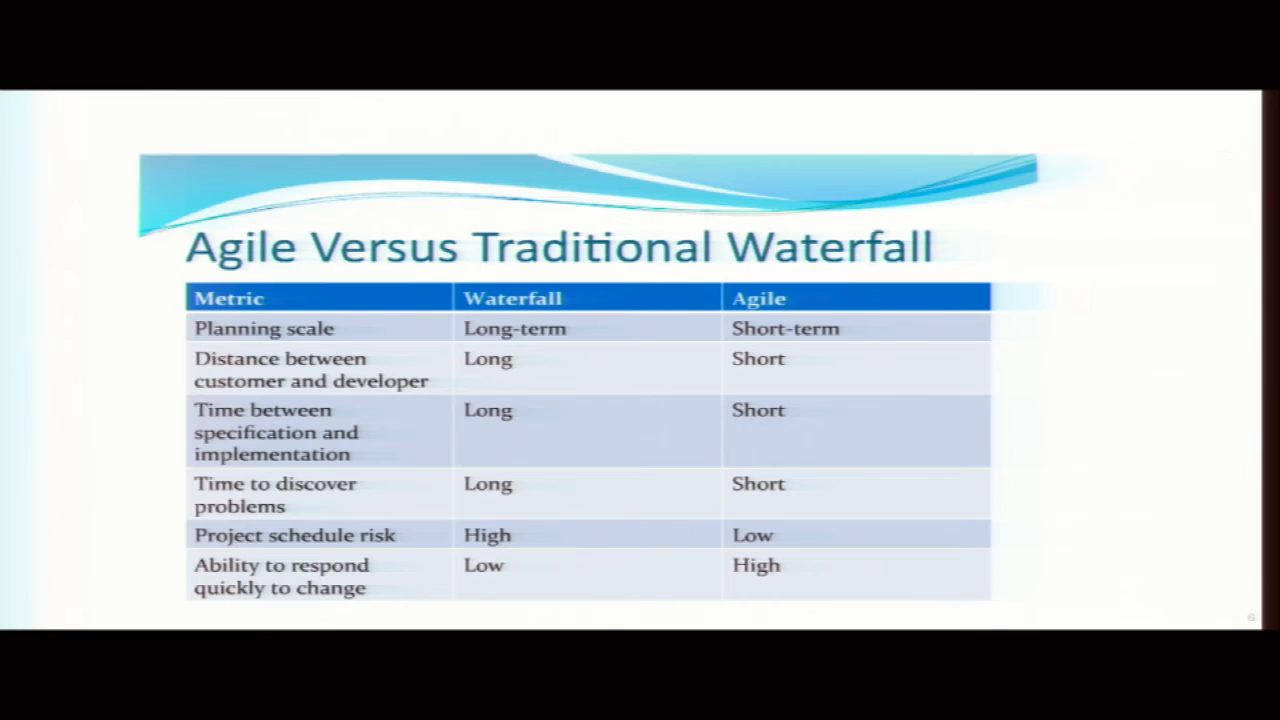 Agile Versus Traditional Waterfall
Metric Waterfall Agile
Planning scale Long-term Short-term
Distance between Long Short
customer and developer
Time between Long Short
specification and
implementation
Time to discover Long Short
problems
Project schedule risk High Low
Ability to respond Low High
quickly to change
6